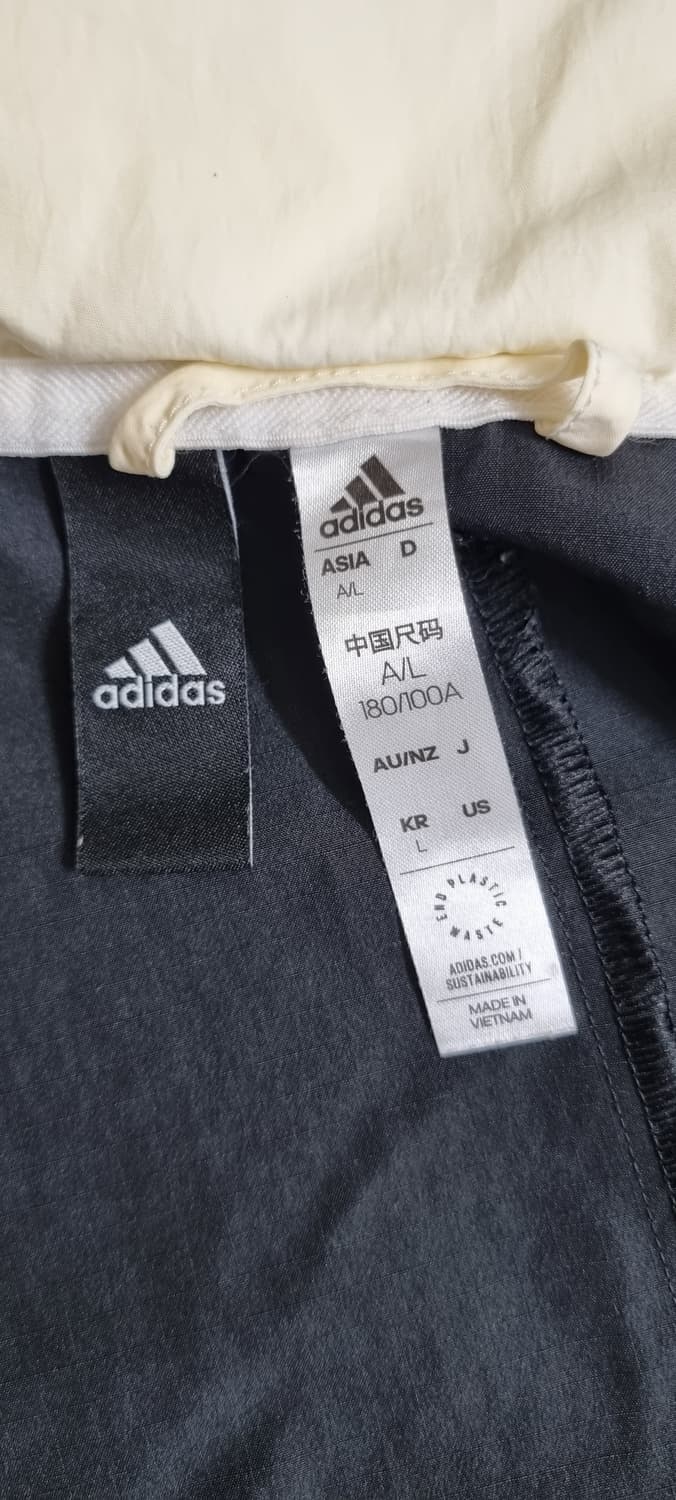 adidas
adidas
ASIA D
A/L
中国尺码
A/L
180/100A
AU/NZ J
KR US
L
END PLASTIC WASTE
ADIDAS.COM/
SUSTAINABILITY
MADE IN
VIETNAM